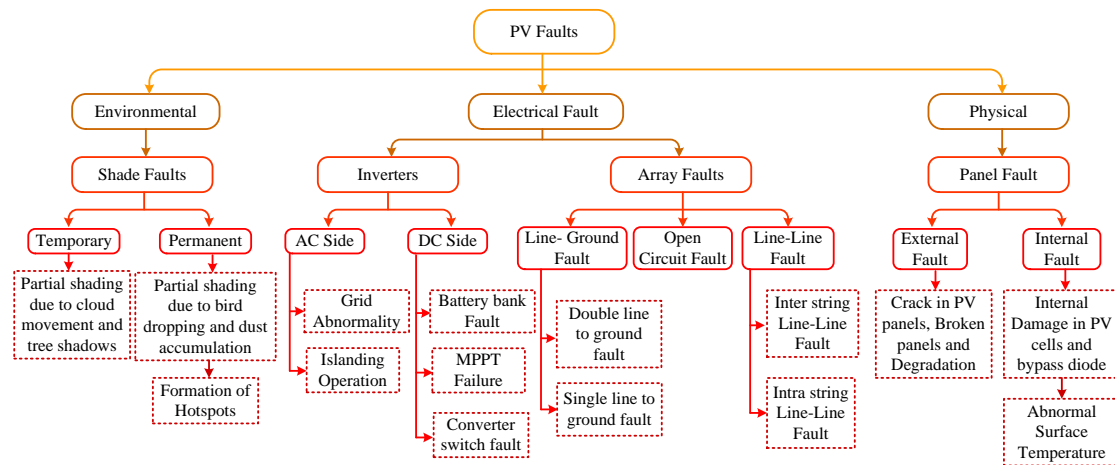 PV Faults
Environmental
Electrical Fault
Physical
Shade Faults
Inverters
Array Faults
Panel Fault
Temporary
Permanent
AC Side
DC Side
Line- Ground
Fault
Open
Circuit Fault
Line-Line
Fault
External
Fault
Internal
Fault
Partial shading
due to cloud
movement and
tree shadows
Partial shading
due to bird
dropping and dust
accumulation
Formation of
Hotspots
Grid
Abnormality
Islanding
Operation
Battery bank
Fault
MPPT
Failure
Converter
switch fault
Double line
to ground
fault
Single line to
ground fault
Inter string
Line-Line
Fault
Intra string
Line-Line
Fault
Crack in PV
panels, Broken
panels and
Degradation
Internal
Damage in PV
cells and
bypass diode
Abnormal
Surface
Temperature